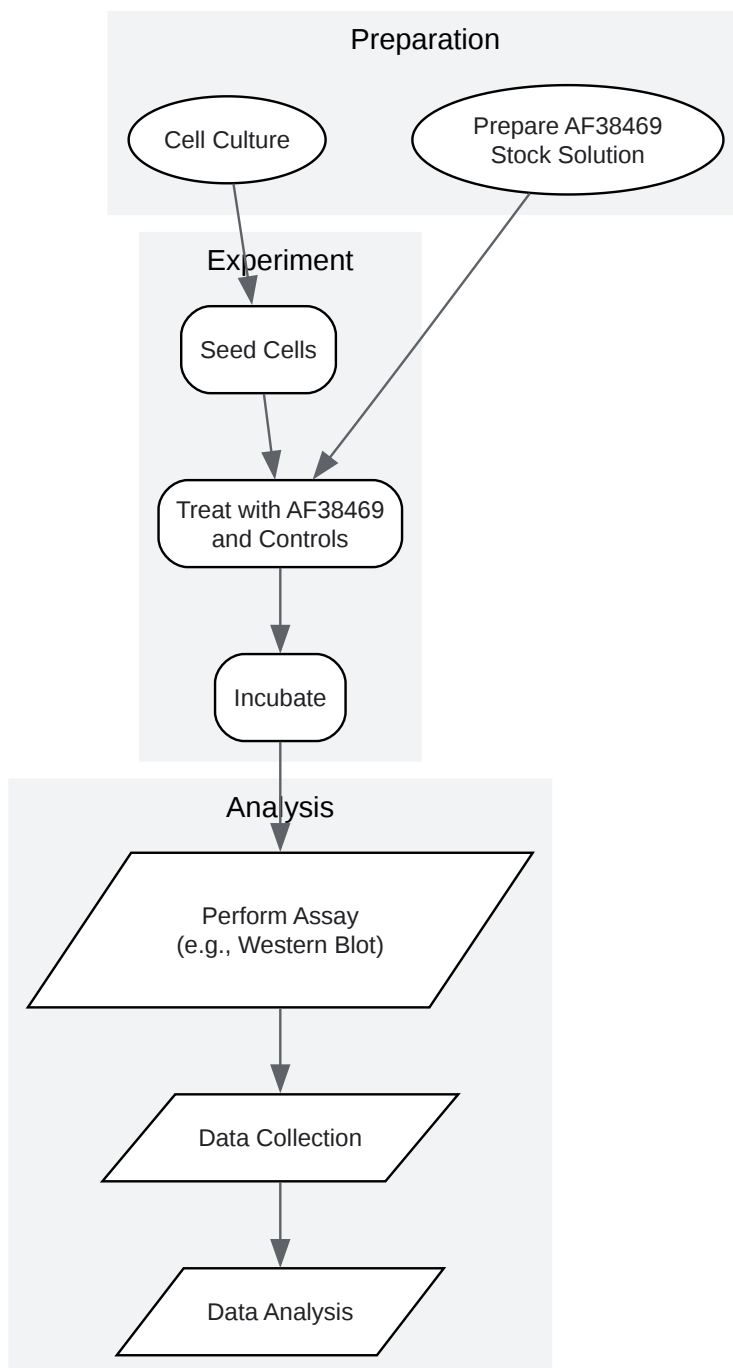 Preparation
Cell Culture
Prepare AF38469
Stock Solution
Experiment
Seed Cells
Treat with AF38469
and Controls
Incubate
Analysis
Perform Assay
(e.g., Western Blot)
Data Collection
Data Analysis